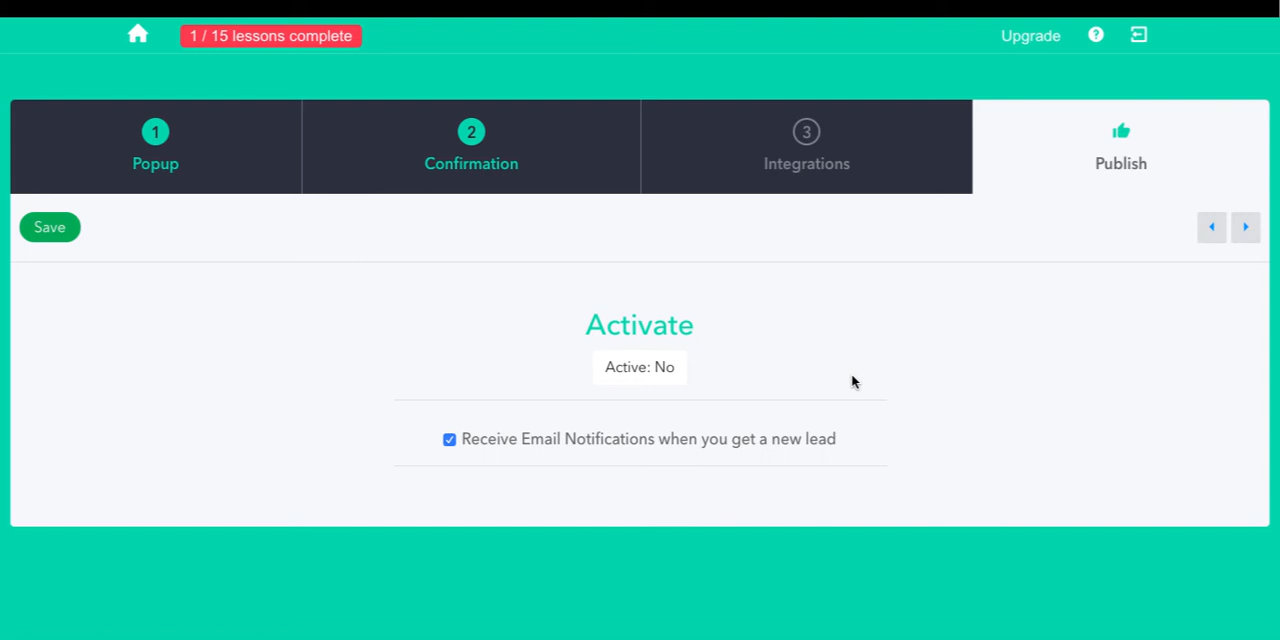 1 / 15 lessons complete
Upgrade
?
1
Popup
2
Confirmation
3
Integrations
Publish
Save
Activate
Active: No
Receive Email Notifications when you get a new lead